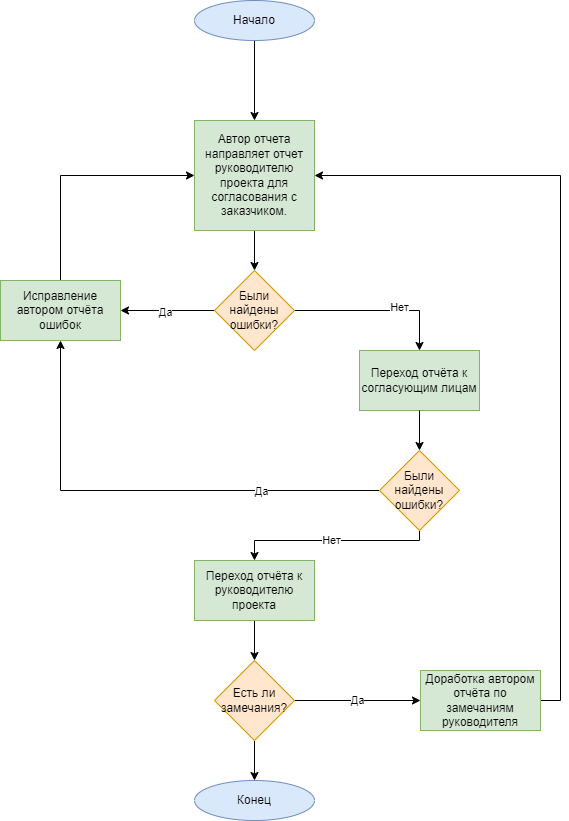 Начало
Автор отчета
направляет отчет
руководителю
проекта для
согласования с
заказчиком.
Были
найдены
ошибки?
Да
Нет
Исправление
автором отчёта
ошибок
Переход отчёта к
согласующим лицам
Были
найдены
ошибки?
Да
Нет
Переход отчёта к
руководителю
проекта
Есть ли
замечания?
Да
Доработка автором
отчёта по
замечаниям
руководителя
Конец